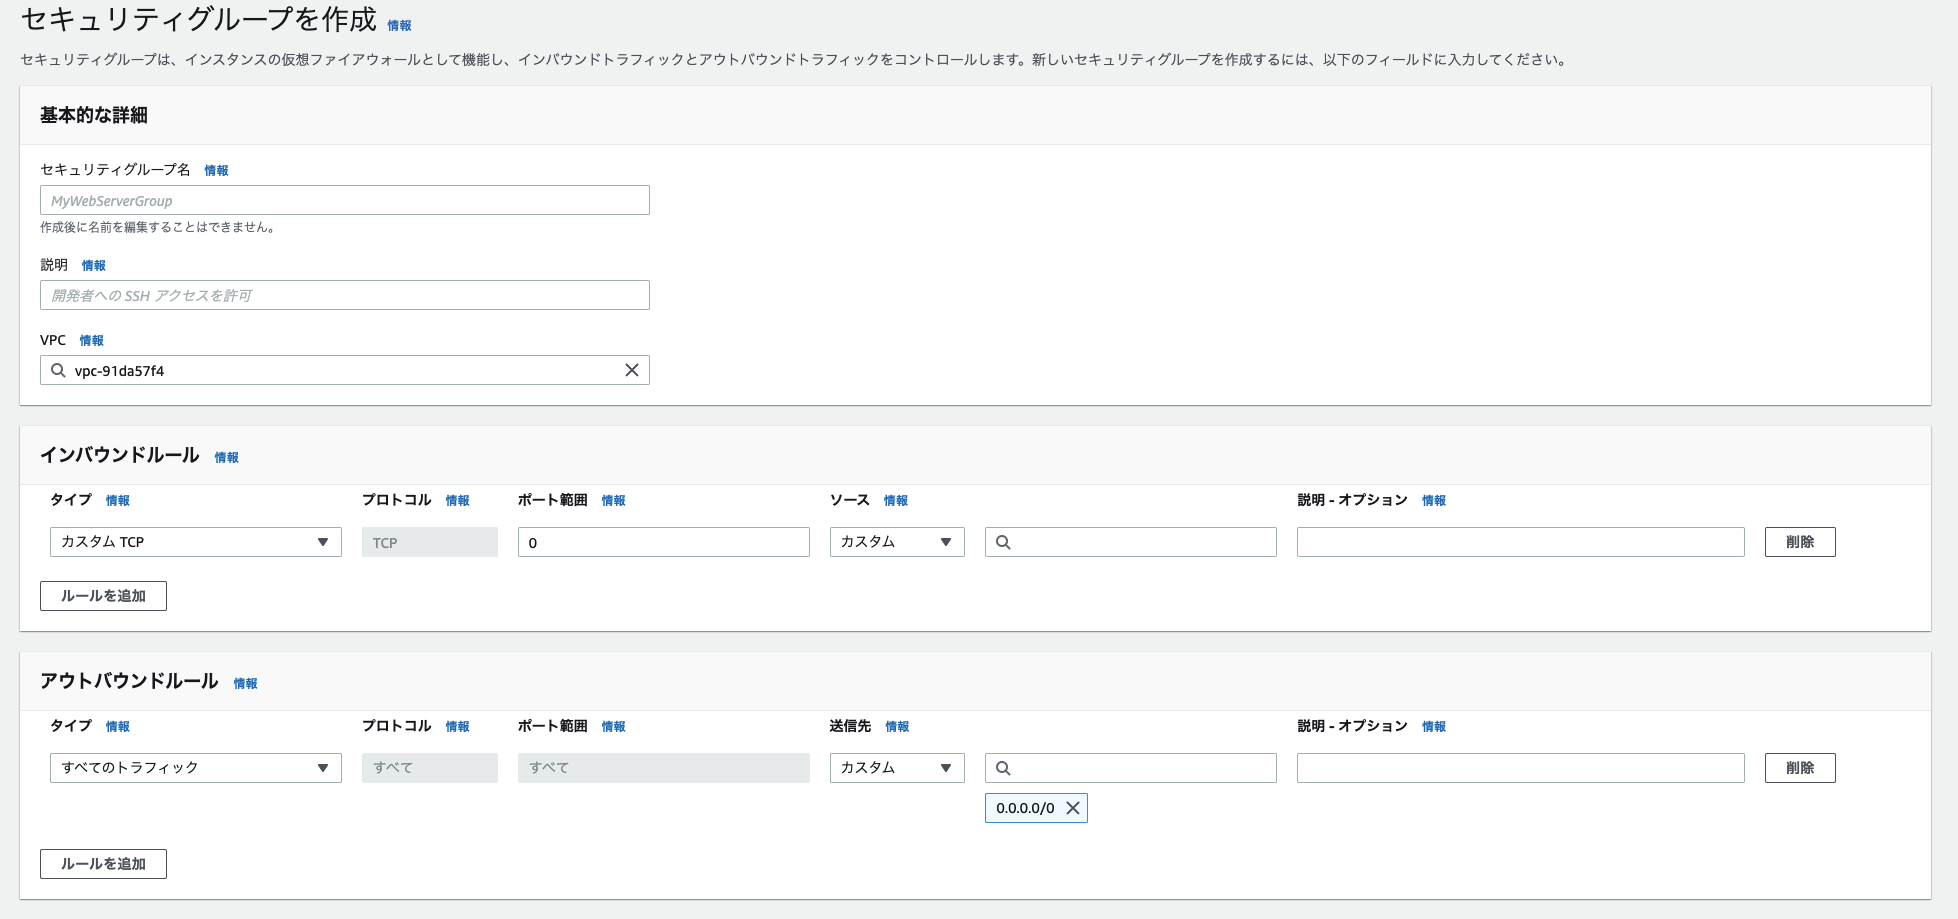 セキュリティグループを作成 情報
セキュリティグループは、インスタンスの仮想ファイアウォールとして機能し、インバウンドトラフィックとアウトバウンドトラフィックをコントロールします。新しいセキュリティグループを作成するには、以下のフィールドに入力してください。
基本的な詳細
セキュリティグループ名 情報
MyWebServerGroup
作成後に名前を編集することはできません。
説明 情報
開発者への SSH アクセスを許可
VPC 情報
vpc-91da57f4
インバウンドルール 情報
タイプ 情報 プロトコル 情報 ポート範囲 情報 ソース 情報 説明 - オプション 情報
カスタム TCP TCP 0 カスタム 削除
ルールを追加
アウトバウンドルール 情報
タイプ 情報 プロトコル 情報 ポート範囲 情報 送信先 情報 説明 - オプション 情報
すべてのトラフィック すべて すべて カスタム 削除
0.0.0.0/0
ルールを追加